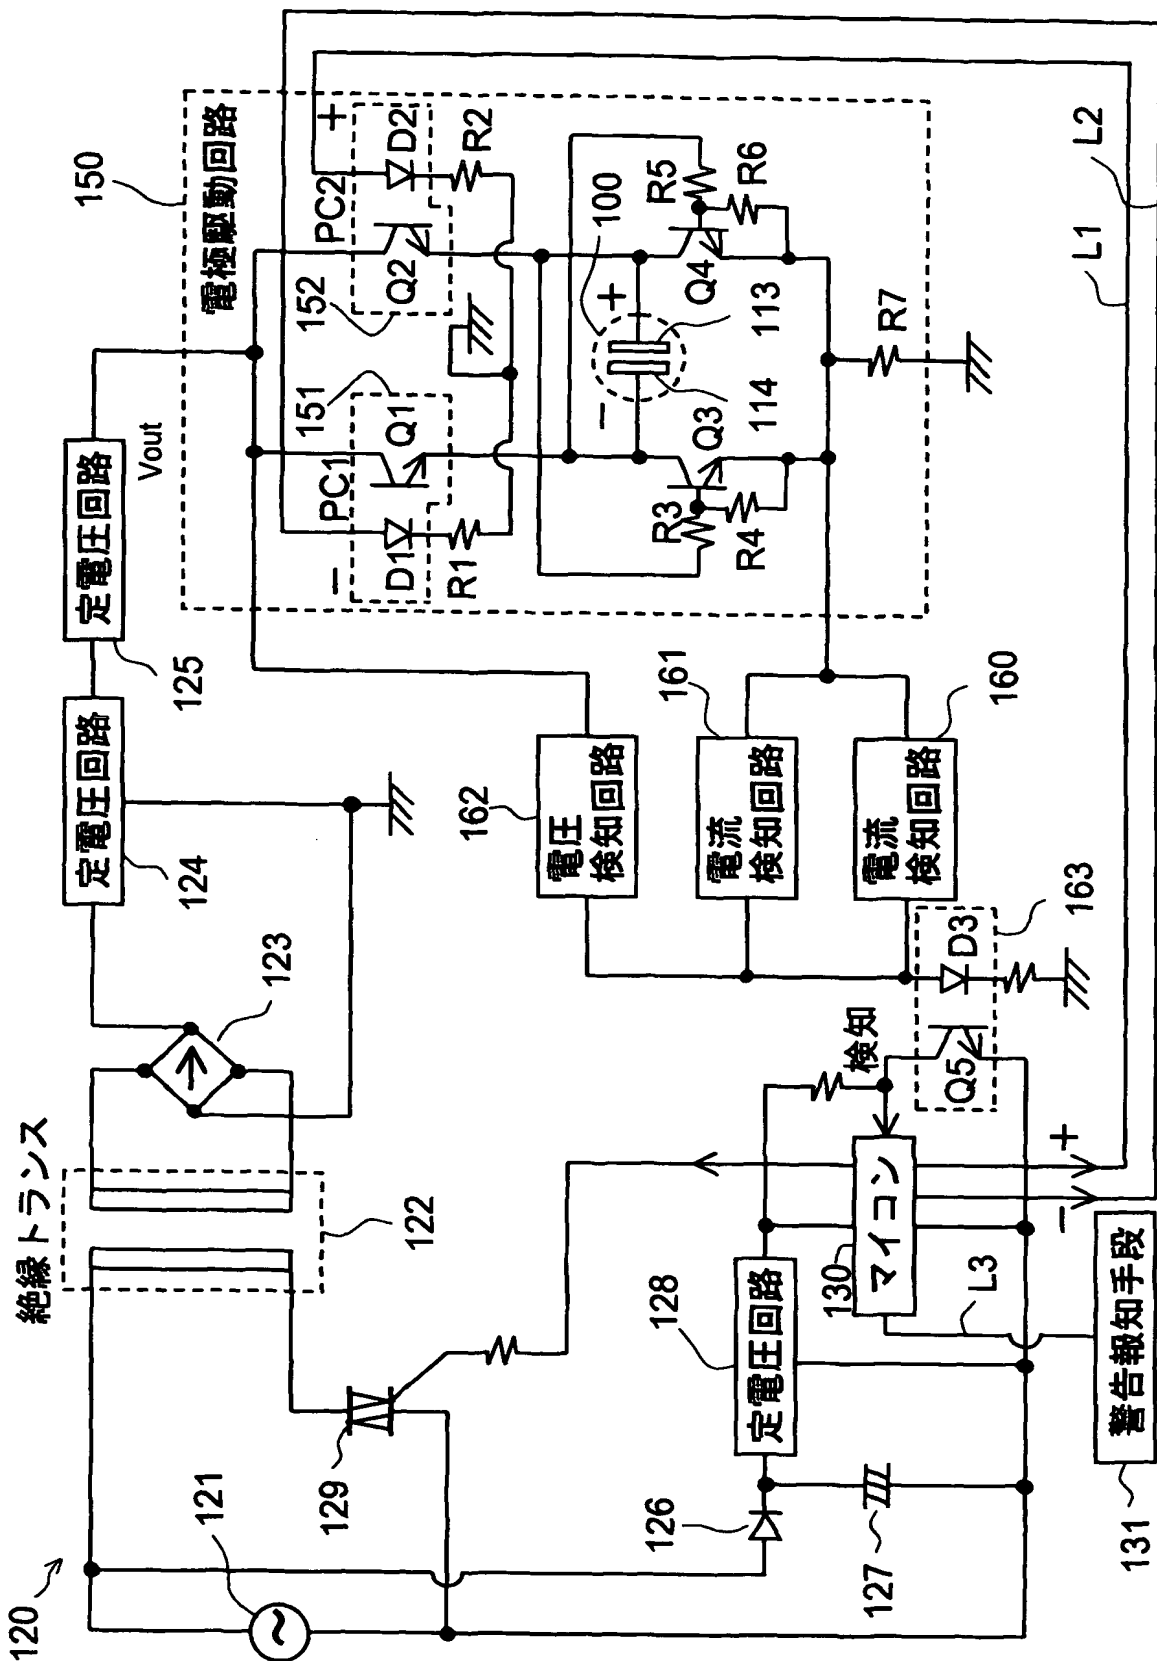 120
121
絶縁トランス
122
123
定電圧回路
124
定電圧回路
125
Vout
150
電極駆動回路
126
127
定電圧回路
128
129
マイコン
130
警告報知手段
131
L3
検知
Q5
D3
163
電圧
検知回路
162
電流
検知回路
161
電流
検知回路
160
－
＋
PC1
D1
Q1
R1
151
PC2
＋
－
D2
Q2
R2
152
100
＋
－
113
114
Q3
R3
R4
Q4
R5
R6
R7
L1
L2